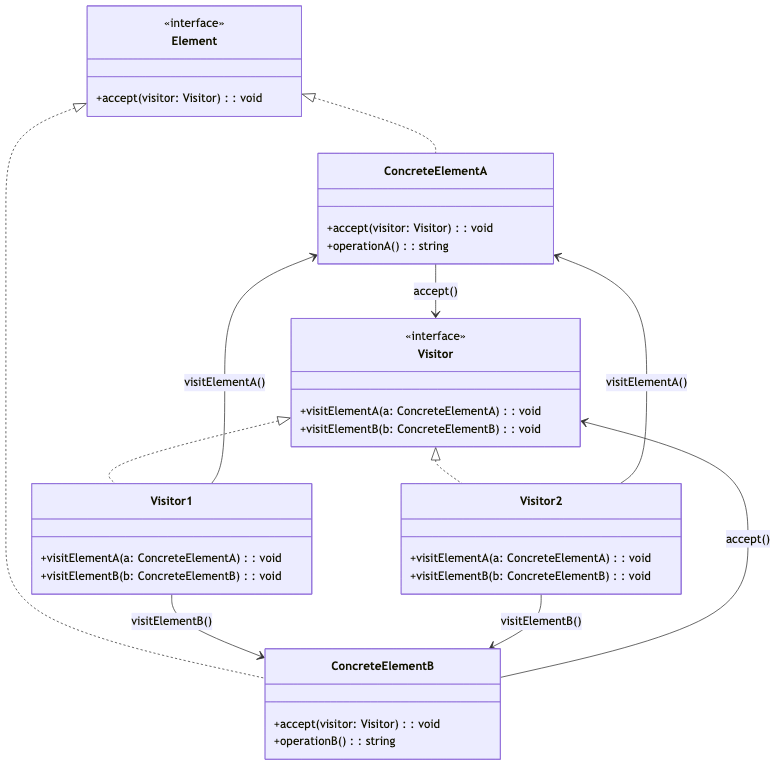 «interface»
Element
+accept(visitor: Visitor) : : void
ConcreteElementA
+accept(visitor: Visitor) : : void
+operationA() : : string
accept()
«interface»
Visitor
+visitElementA(a: ConcreteElementA) : : void
+visitElementB(b: ConcreteElementB) : : void
visitElementA()
visitElementA()
Visitor1
+visitElementA(a: ConcreteElementA) : : void
+visitElementB(b: ConcreteElementB) : : void
Visitor2
+visitElementA(a: ConcreteElementA) : : void
+visitElementB(b: ConcreteElementB) : : void
accept()
visitElementB()
visitElementB()
ConcreteElementB
+accept(visitor: Visitor) : : void
+operationB() : : string